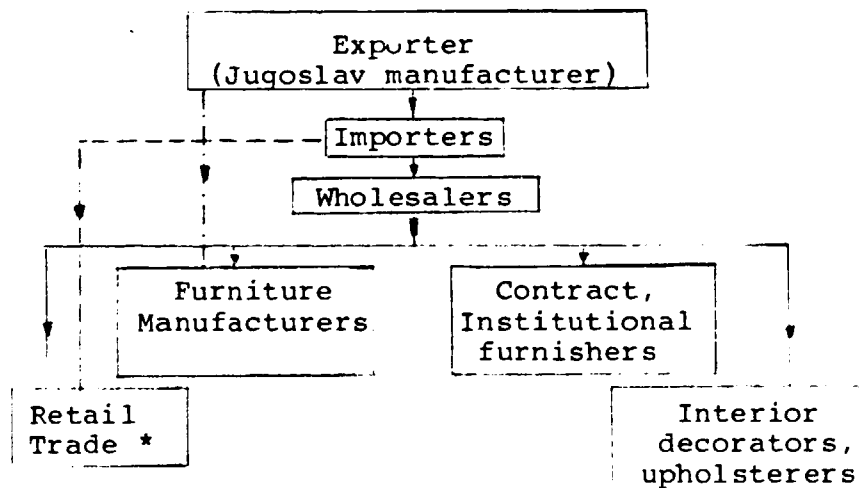 Exporter
(Jugoslav manufacturer)
Importers
Wholesalers
Furniture
Manufacturers
Contract,
Institutional
furnishers
Retail
Trade *
Interior
decorators,
upholsterers